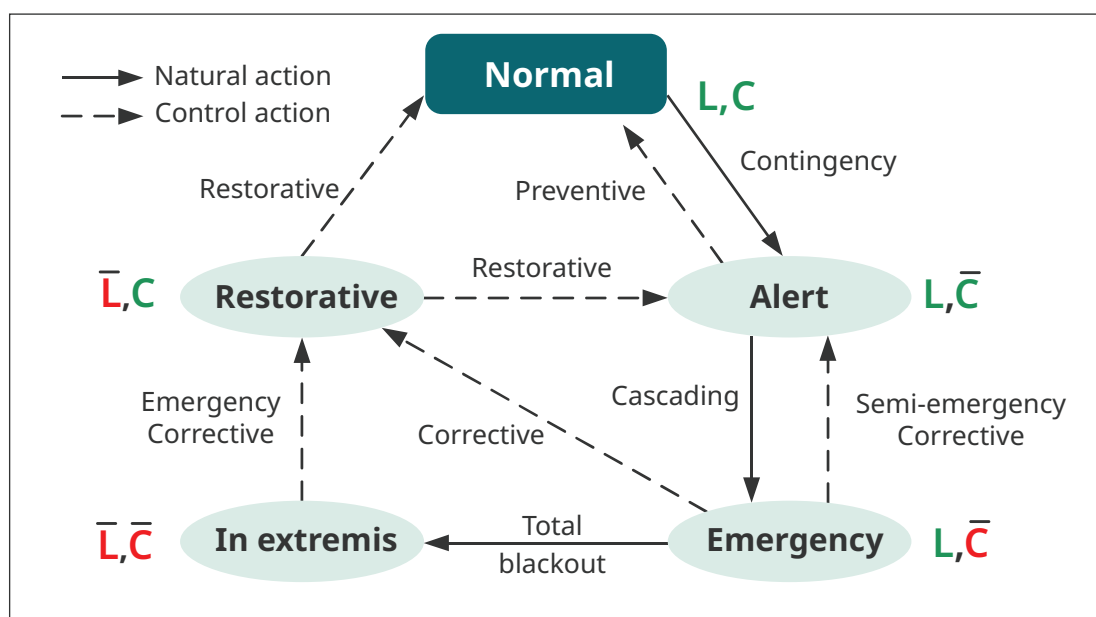 Normal
Natural action
Control action
L,C
Contingency
Restorative
Preventive
L̅,C
Restorative
Restorative
Alert
L,C̅
Cascading
Emergency
Corrective
Corrective
Semi-emergency
Corrective
L̅,C̅
In extremis
Total
blackout
Emergency
L,C̅